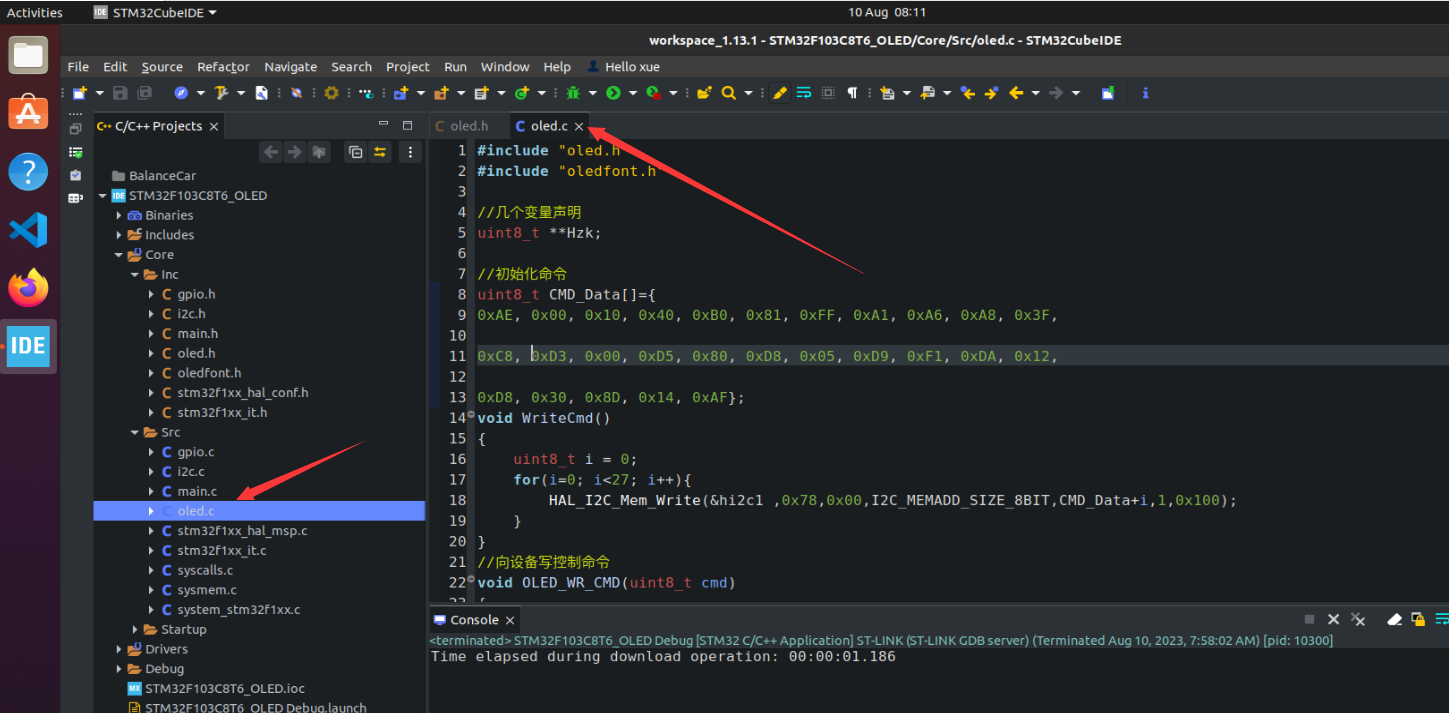 Activities STM32CubeIDE 10 Aug 08:11
workspace_1.13.1 - STM32F103C8T6_OLED/Core/Src/oled.c - STM32CubeIDE
File Edit Source Refactor Navigate Search Project Run Window Help Hello xue
C/C++ Projects
BalanceCar
STM32F103C8T6_OLED
Binaries
Includes
Core
Inc
gpio.h
i2c.h
main.h
oled.h
oledfont.h
stm32f1xx_hal_conf.h
stm32f1xx_it.h
Src
gpio.c
i2c.c
main.c
oled.c
stm32f1xx_hal_msp.c
stm32f1xx_it.c
syscalls.c
sysmem.c
system_stm32f1xx.c
Startup
Drivers
Debug
STM32F103C8T6_OLED.ioc
STM32F103C8T6_OLED Debug.launch
oled.h oled.c
1 #include "oled.h
2 #include "oledfont.h"
3
4 //几个变量声明
5 uint8_t **Hzk;
6
7 //初始化命令
8 uint8_t CMD_Data[]={
9 0xAE, 0x00, 0x10, 0x40, 0xB0, 0x81, 0xFF, 0xA1, 0xA6, 0xA8, 0x3F,
10
11 0xC8, 0xD3, 0x00, 0xD5, 0x80, 0xD8, 0x05, 0xD9, 0xF1, 0xDA, 0x12,
12
13 0xD8, 0x30, 0x8D, 0x14, 0xAF};
14 void WriteCmd()
15 {
16 uint8_t i = 0;
17 for(i=0; i<27; i++){
18 HAL_I2C_Mem_Write(&hi2c1 ,0x78,0x00,I2C_MEMADD_SIZE_8BIT,CMD_Data+i,1,0x100);
19 }
20 }
21 //向设备写控制命令
22 void OLED_WR_CMD(uint8_t cmd)
23 {
Console
<terminated> STM32F103C8T6_OLED Debug [STM32 C/C++ Application] ST-LINK (ST-LINK GDB server) (Terminated Aug 10, 2023, 7:58:02 AM) [pid: 10300]
Time elapsed during download operation: 00:00:01.186
IDE